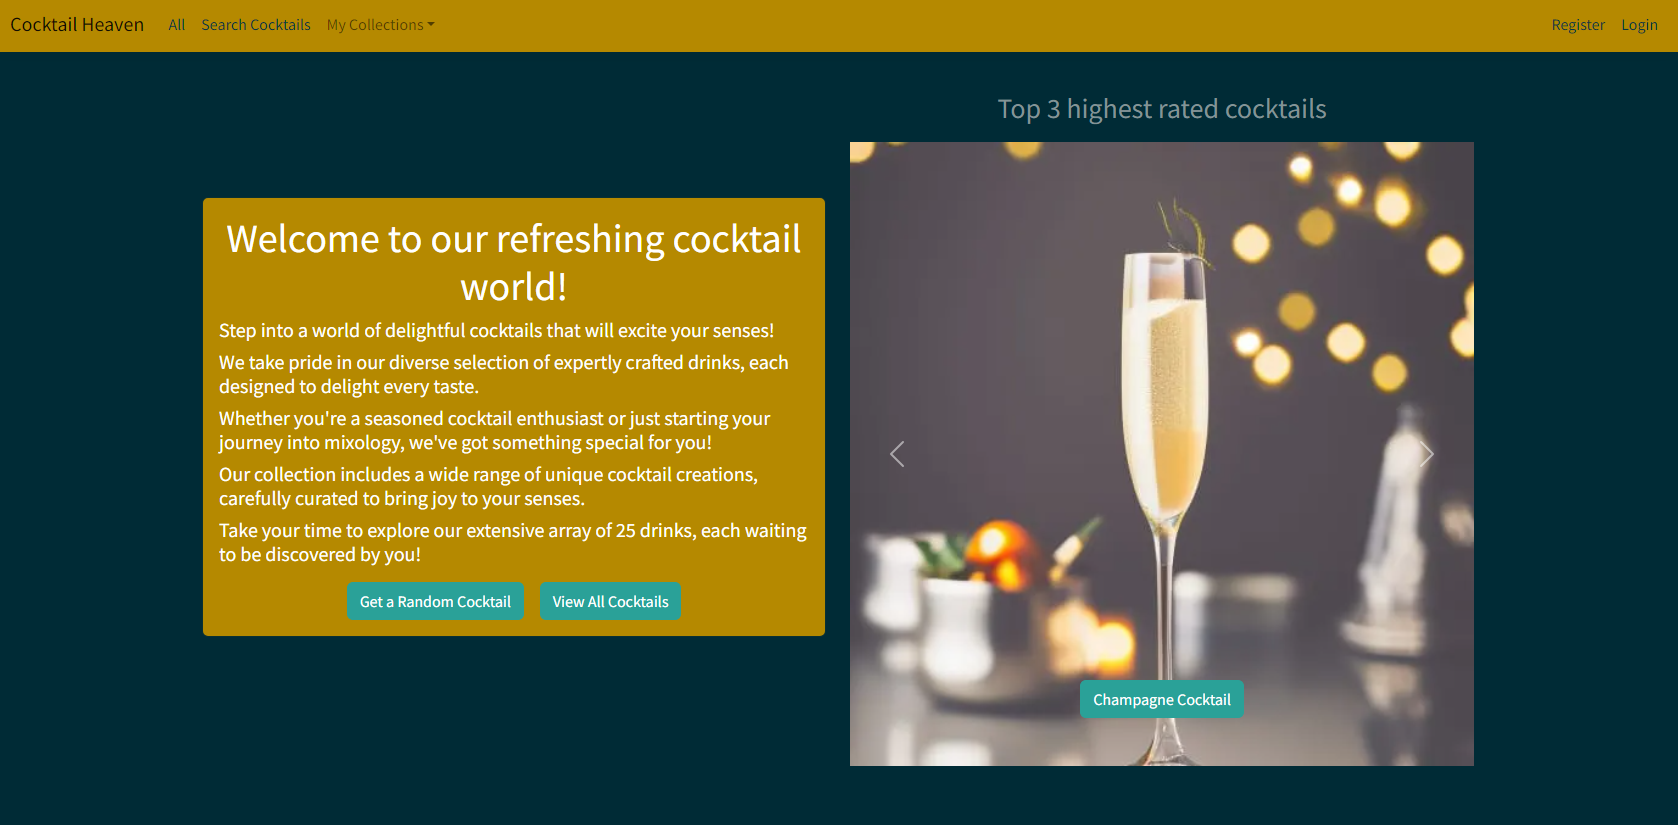 Cocktail Heaven All Search Cocktails My Collections Register Login
Top 3 highest rated cocktails
Welcome to our refreshing cocktail
world!
Step into a world of delightful cocktails that will excite your senses!
We take pride in our diverse selection of expertly crafted drinks, each
designed to delight every taste.
Whether you're a seasoned cocktail enthusiast or just starting your
journey into mixology, we've got something special for you!
Our collection includes a wide range of unique cocktail creations,
carefully curated to bring joy to your senses.
Take your time to explore our extensive array of 25 drinks, each waiting
to be discovered by you!
Get a Random Cocktail View All Cocktails
Champagne Cocktail